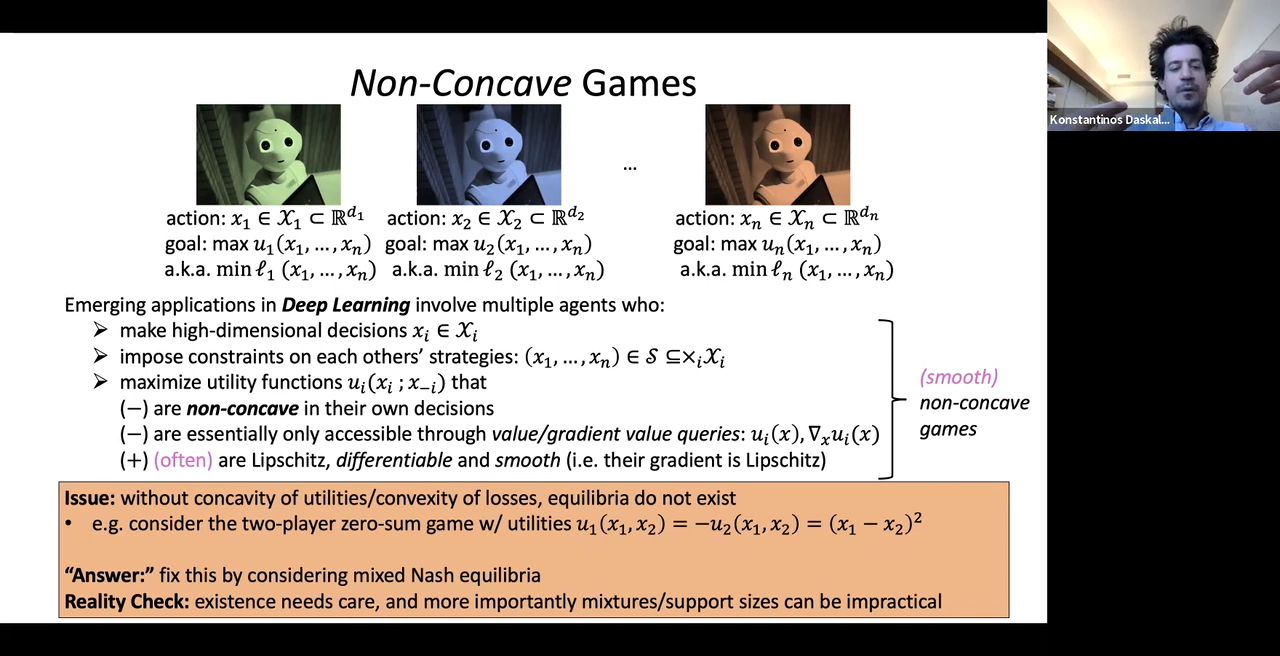 Non-Concave Games
Konstantinos Daskal...
...
action: x₁ ∈ 𝒳₁ ⊂ ℝ^{d₁} action: x₂ ∈ 𝒳₂ ⊂ ℝ^{d₂} action: xₙ ∈ 𝒳ₙ ⊂ ℝ^{dₙ}
goal: max u₁(x₁, …, xₙ) goal: max u₂(x₁, …, xₙ) goal: max uₙ(x₁, …, xₙ)
a.k.a. min ℓ₁ (x₁, …, xₙ) a.k.a. min ℓ₂ (x₁, …, xₙ) a.k.a. min ℓₙ (x₁, …, xₙ)
Emerging applications in Deep Learning involve multiple agents who:
➢ make high-dimensional decisions xᵢ ∈ 𝒳ᵢ
➢ impose constraints on each others’ strategies: (x₁, …, xₙ) ∈ 𝒮 ⊆×ᵢ𝒳ᵢ
➢ maximize utility functions uᵢ(xᵢ ; x₋ᵢ) that
(−) are non-concave in their own decisions
(−) are essentially only accessible through value/gradient value queries: uᵢ(x), ∇ₓuᵢ(x)
(+) (often) are Lipschitz, differentiable and smooth (i.e. their gradient is Lipschitz)
(smooth)
non-concave
games
Issue: without concavity of utilities/convexity of losses, equilibria do not exist
• e.g. consider the two-player zero-sum game w/ utilities u₁(x₁, x₂) = −u₂(x₁, x₂) = (x₁ − x₂)²
“Answer:” fix this by considering mixed Nash equilibria
Reality Check: existence needs care, and more importantly mixtures/support sizes can be impractical